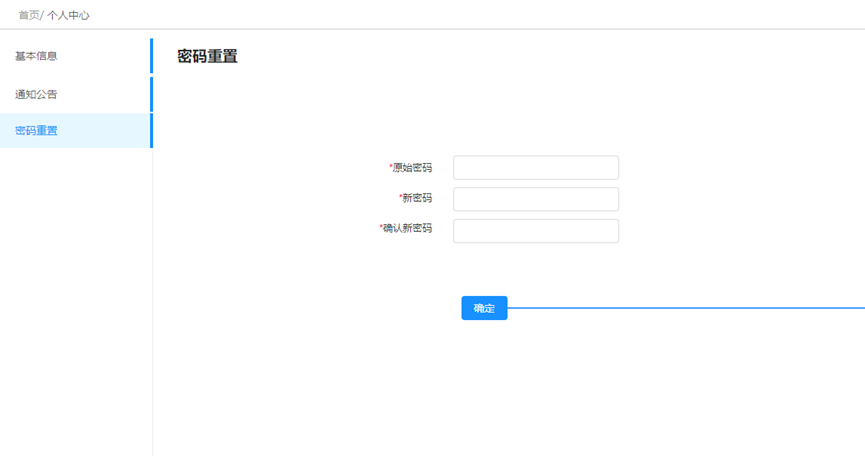 首页/ 个人中心
基本信息
密码重置
通知公告
密码重置
*原始密码
*新密码
*确认新密码
确定